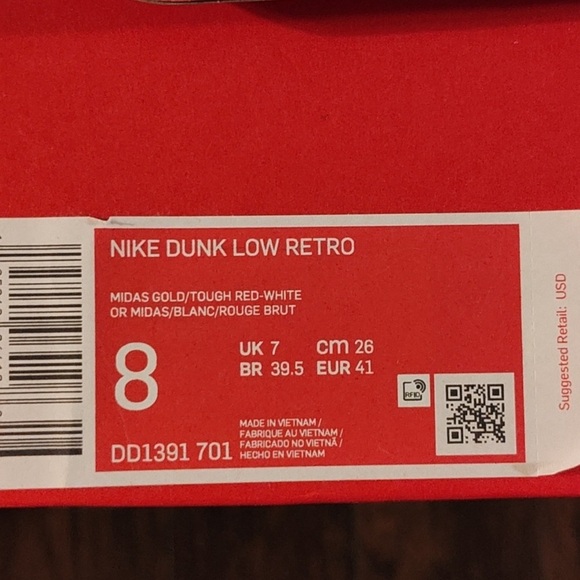 NIKE DUNK LOW RETRO
MIDAS GOLD/TOUGH RED-WHITE
OR MIDAS/BLANC/ROUGE BRUT
8
UK 7 cm 26
BR 39.5 EUR 41
RFID
MADE IN VIETNAM /
FABRIQUE AU VIETNAM /
FABRICADO NO VIETNÃ /
HECHO EN VIETNAM
DD1391 701
Suggested Retail: USD